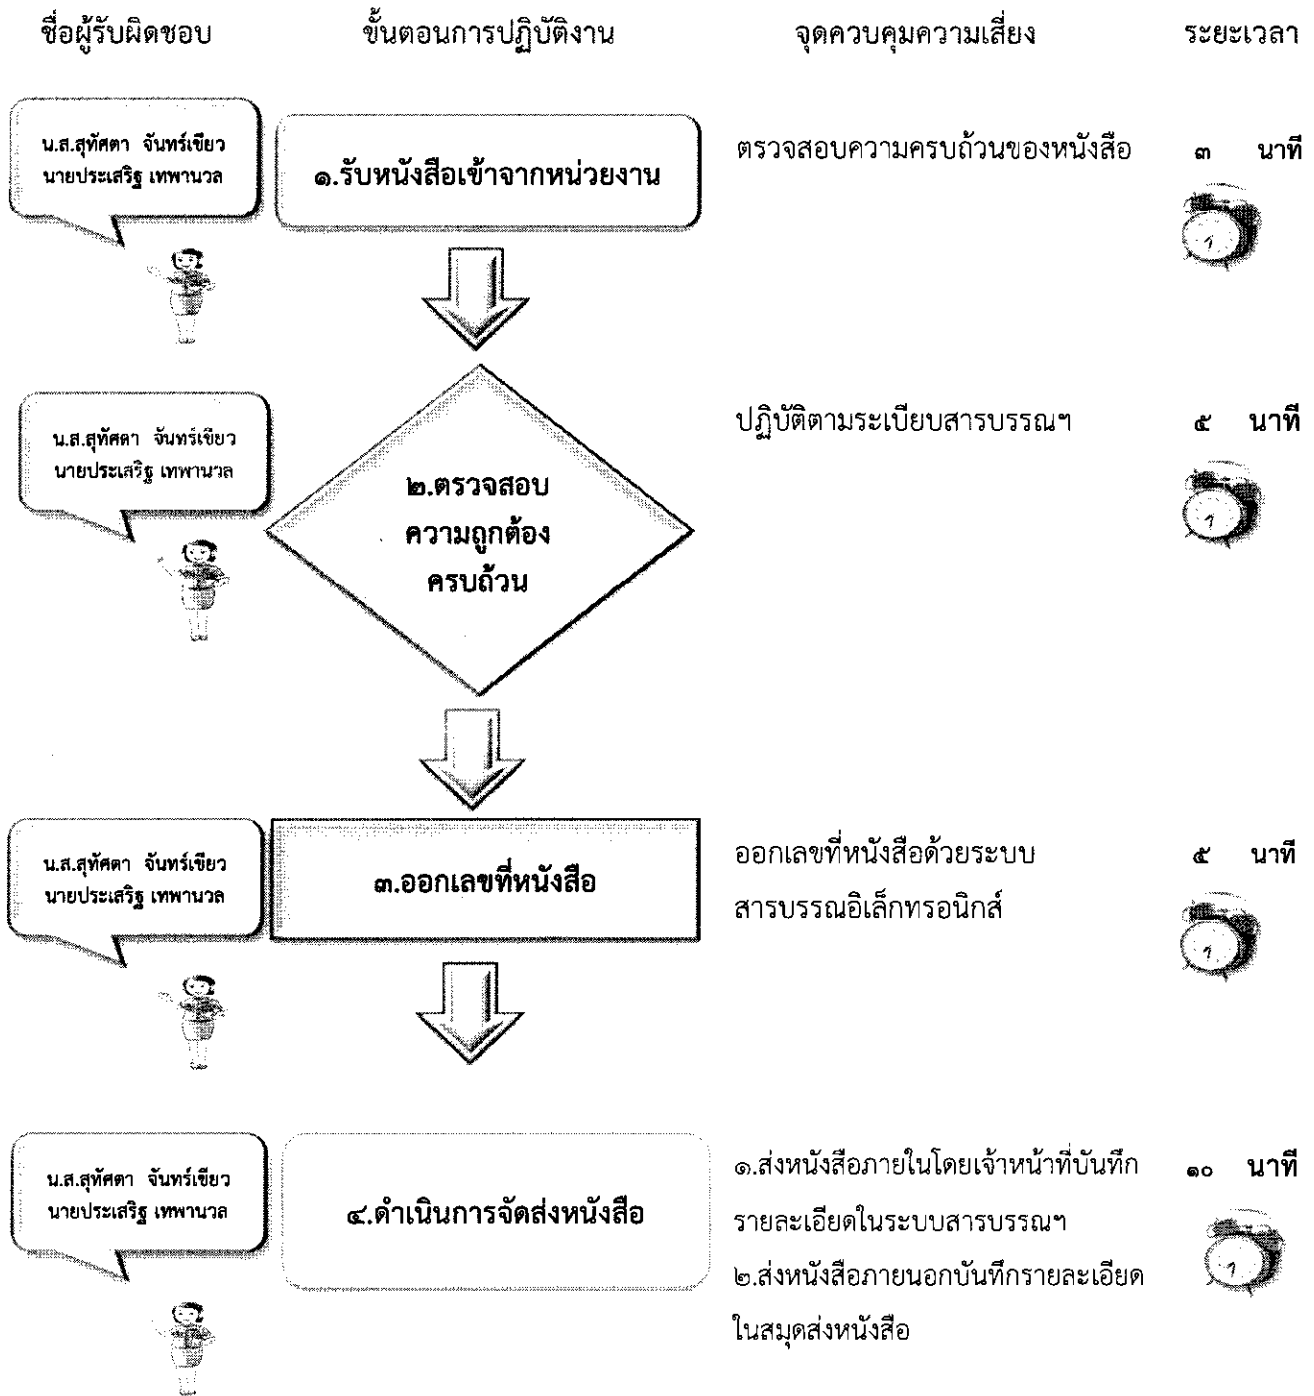 ชื่อผู้รับผิดชอบ ขั้นตอนการปฏิบัติงาน จุดควบคุมความเสี่ยง ระยะเวลา
น.ส.สุทัศตา จันทร์เขียว
นายประเสริฐ เทพานวล
๑.รับหนังสือเข้าจากหน่วยงาน
ตรวจสอบความครบถ้วนของหนังสือ
๓ นาที
น.ส.สุทัศตา จันทร์เขียว
นายประเสริฐ เทพานวล
๒.ตรวจสอบ
ความถูกต้อง
ครบถ้วน
ปฏิบัติตามระเบียบสารบรรณฯ
๕ นาที
น.ส.สุทัศตา จันทร์เขียว
นายประเสริฐ เทพานวล
๓.ออกเลขที่หนังสือ
ออกเลขที่หนังสือด้วยระบบ
สารบรรณอิเล็กทรอนิกส์
๕ นาที
น.ส.สุทัศตา จันทร์เขียว
นายประเสริฐ เทพานวล
๔.ดำเนินการจัดส่งหนังสือ
๑.ส่งหนังสือภายในโดยเจ้าหน้าที่บันทึก
รายละเอียดในระบบสารบรรณฯ
๒.ส่งหนังสือภายนอกบันทึกรายละเอียด
ในสมุดส่งหนังสือ
๑๐ นาที